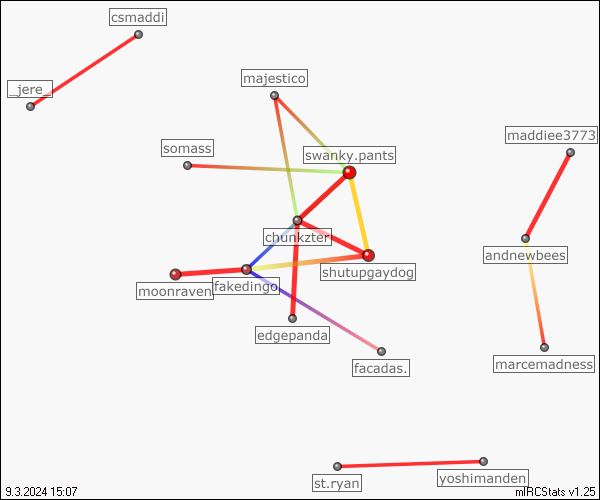 csmaddi
_jere_
majestico
maddiee3773
somass
swanky.pants
chunkzter
andnewbees
shutupgaydog
moonraven
fakedingo
edgepanda
facadas.
marcemadness
st.ryan
yoshimanden
9.3.2024 15:07
mIRCStats v1.25